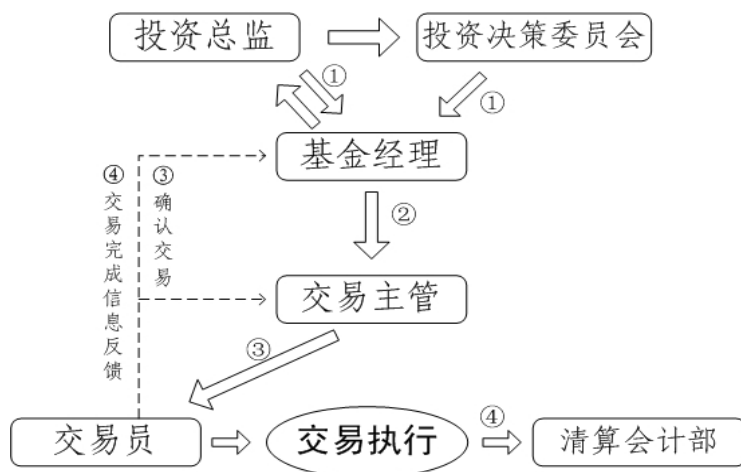 投资总监
投资决策委员会
①
①
基金经理
④交易完成信息反馈
③确认交易
②
交易主管
③
交易员
交易执行
④
清算会计部